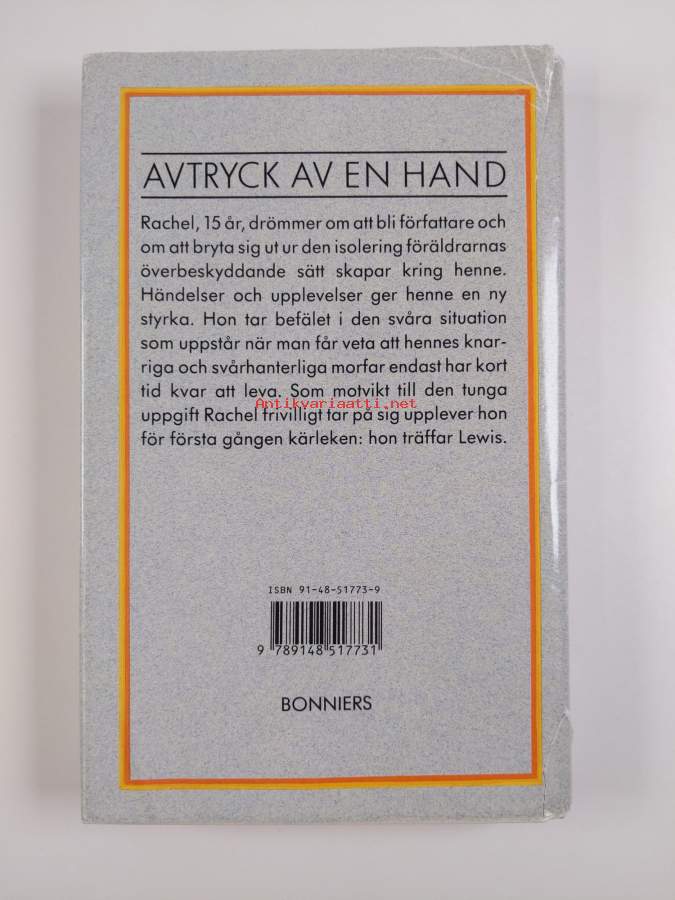 AVTRYCK AV EN HAND
Rachel, 15 år, drömmer om att bli författare och
om att bryta sig ut ur den isolering föräldrarnas
överbeskyddande sätt skapar kring henne.
Händelser och upplevelser ger henne en ny
styrka. Hon tar befälet i den svåra situation
som uppstår när man får veta att hennes knar-
riga och svårhanterliga morfar endast har kort
tid kvar att leva. Som motvikt till den tunga
Antikvariaatti.net
uppgift Rachel frivilligt tar på sig upplever hon
för första gången kärleken: hon träffar Lewis.
ISBN 91-48-51773-9
9 789148 517731
BONNIERS